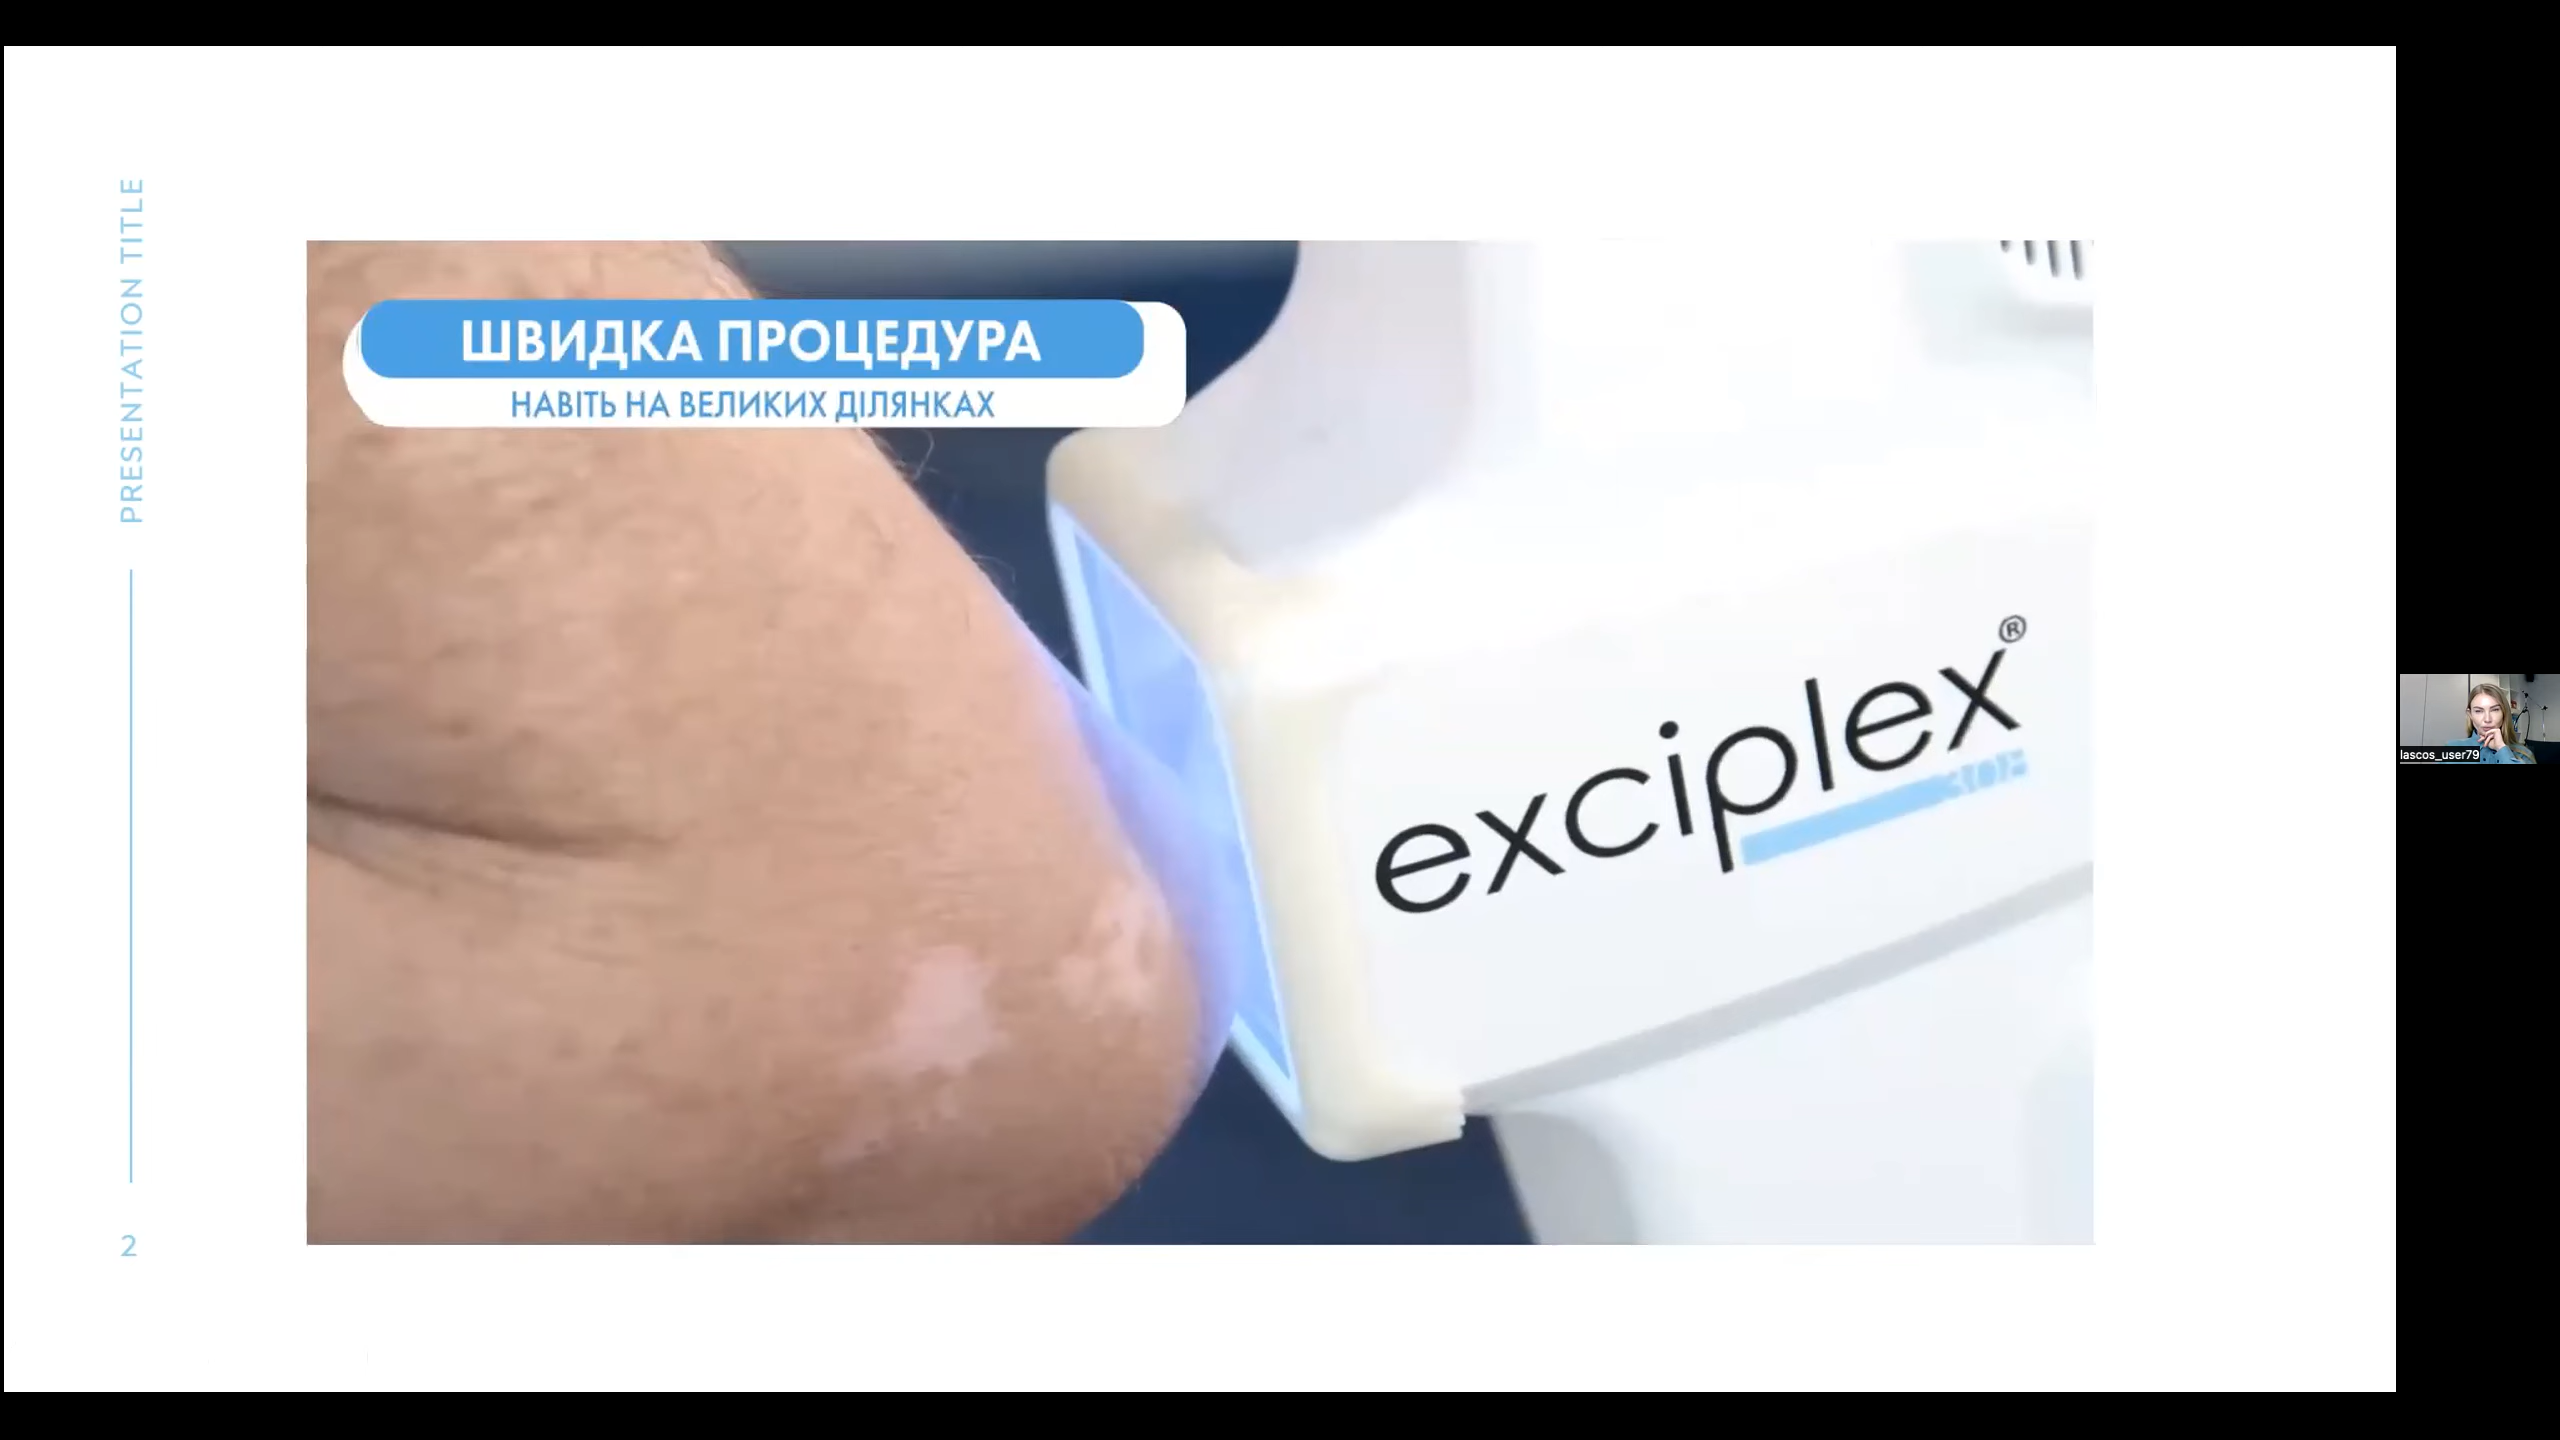 PRESENTATION TITLE
2
ШВИДКА ПРОЦЕДУРА
НАВІТЬ НА ВЕЛИКИХ ДІЛЯНКАХ
exciplex®
lascos_user79